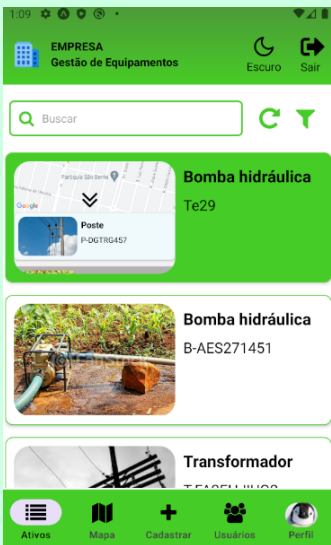 1:09
EMPRESA
Gestão de Equipamentos
Escuro
Sair
Buscar
Google
Poste
P-DGTRG457
Bomba hidráulica
Te29
Bomba hidráulica
B-AES271451
Transformador
Ativos
Mapa
Cadastrar
Usuários
Perfil